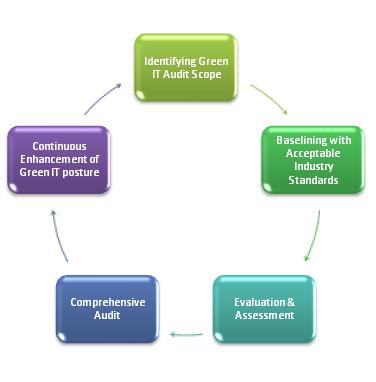 Identifying Green
IT Audit Scope
Baselining with
Acceptable
Industry
Standards
Evaluation &
Assessment
Comprehensive
Audit
Continuous
Enhancement of
Green IT posture